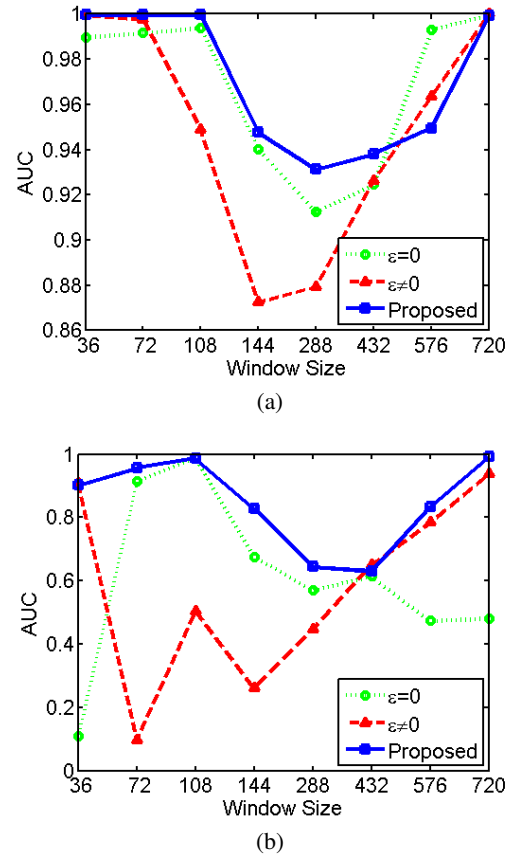 1
0.98
0.96
0.94
0.92
0.9
0.88
0.86
AUC
ε=0
ε≠0
Proposed
36 72 108 144 288 432 576 720
Window Size
(a)
1
0.8
0.6
0.4
0.2
0
AUC
ε=0
ε≠0
Proposed
36 72 108 144 288 432 576 720
Window Size
(b)